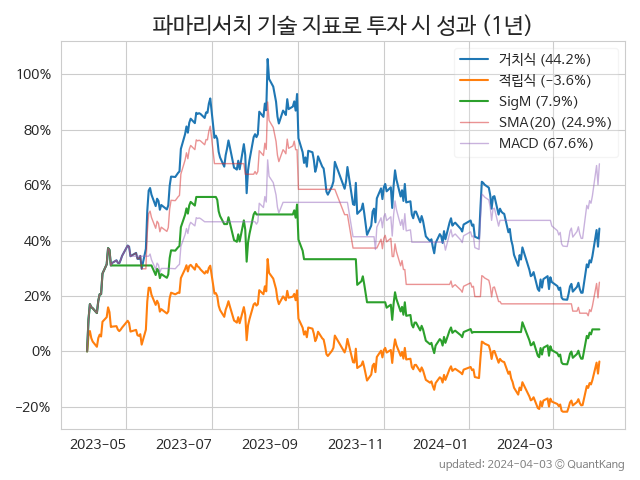 파마리서치 기술 지표로 투자 시 성과 (1년)
거치식 (44.2%)
적립식 (-3.6%)
SigM (7.9%)
SMA(20) (24.9%)
MACD (67.6%)
100%
80%
60%
40%
20%
0%
-20%
2023-05 2023-07 2023-09 2023-11 2024-01 2024-03
updated: 2024-04-03 © QuantKang